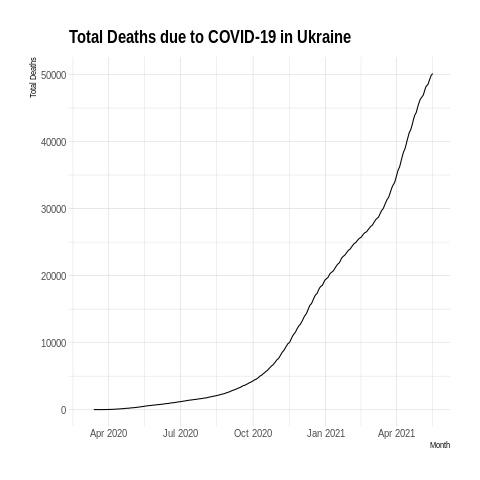 Total Deaths due to COVID-19 in Ukraine
Total Deaths
50000
40000
30000
20000
10000
0
Apr 2020 Jul 2020 Oct 2020 Jan 2021 Apr 2021
Month